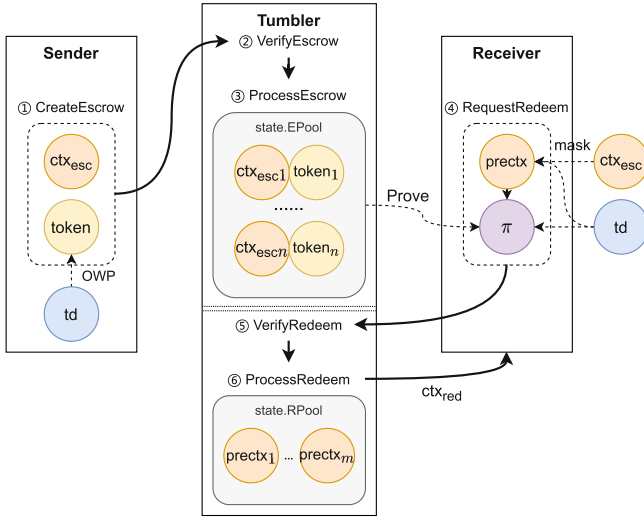 Sender
① CreateEscrow
ctxesc
token
OWP
td
Tumbler
② VerifyEscrow
③ ProcessEscrow
state.EPool
ctxesc1 token1
......
ctxescn tokenn
⑤ VerifyRedeem
⑥ ProcessRedeem
state.RPool
prectx1 ... prectxm
Prove
ctxred
Receiver
④ RequestRedeem
prectx
mask
ctxesc
π
td